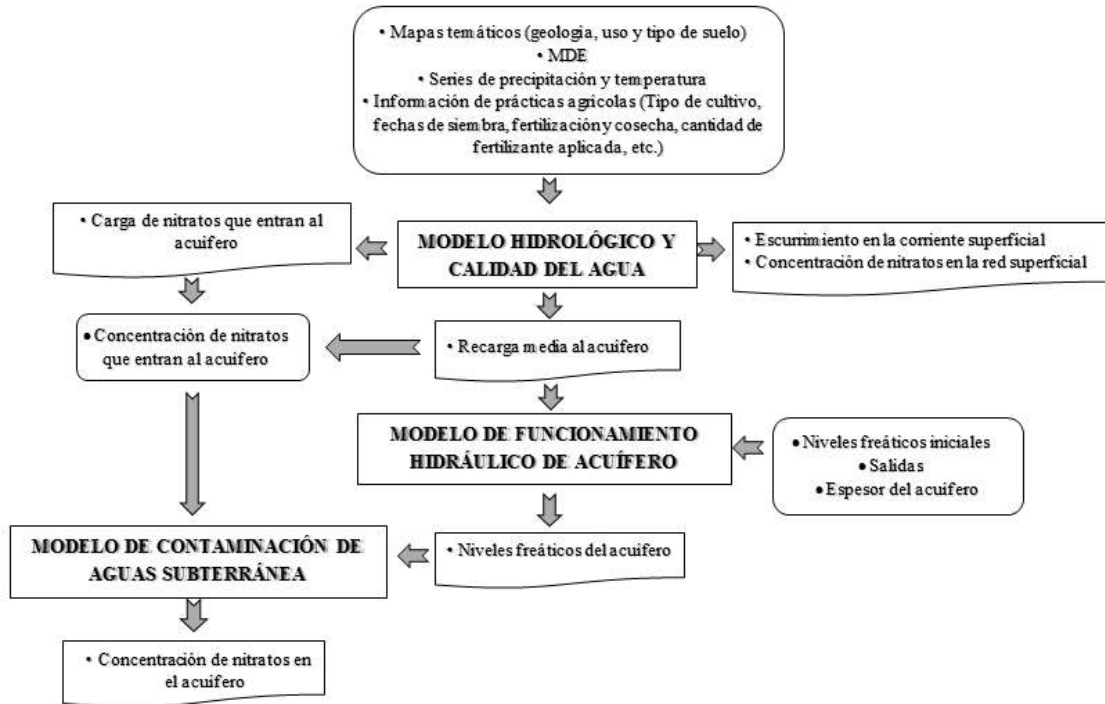 • Mapas temáticos (geología, uso y tipo de suelo)
• MDE
• Series de precipitación y temperatura
• Información de prácticas agrícolas (Tipo de cultivo,
fechas de siembra, fertilización y cosecha, cantidad de
fertilizante aplicada, etc.)
• Carga de nitratos que entran al
acuífero
MODELO HIDROLÓGICO Y
CALIDAD DEL AGUA
• Escurrimiento en la corriente superficial
• Concentración de nitratos en la red superficial
• Concentración de nitratos
que entran al acuífero
• Recarga media al acuífero
MODELO DE FUNCIONAMIENTO
HIDRÁULICO DE ACUÍFERO
• Niveles freáticos iniciales
• Salidas
• Espesor del acuífero
MODELO DE CONTAMINACIÓN DE
AGUAS SUBTERRÁNEA
• Niveles freáticos del acuífero
• Concentración de nitratos en
el acuífero